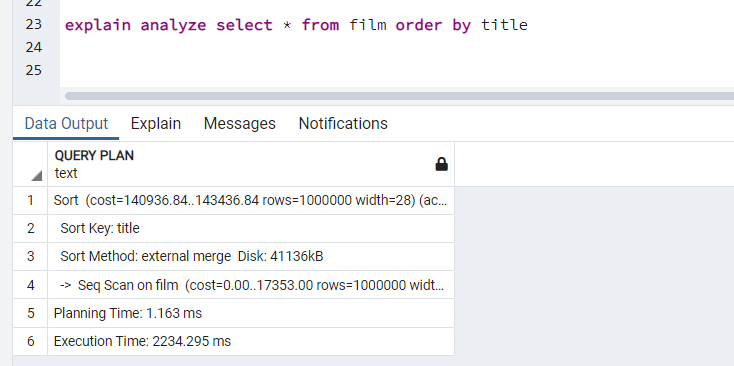 22
23 explain analyze select * from film order by title
24
25
Data Output Explain Messages Notifications
QUERY PLAN
text
1 Sort (cost=140936.84..143436.84 rows=1000000 width=28) (ac...
2 Sort Key: title
3 Sort Method: external merge Disk: 41136kB
4 -> Seq Scan on film (cost=0.00..17353.00 rows=1000000 widt...
5 Planning Time: 1.163 ms
6 Execution Time: 2234.295 ms